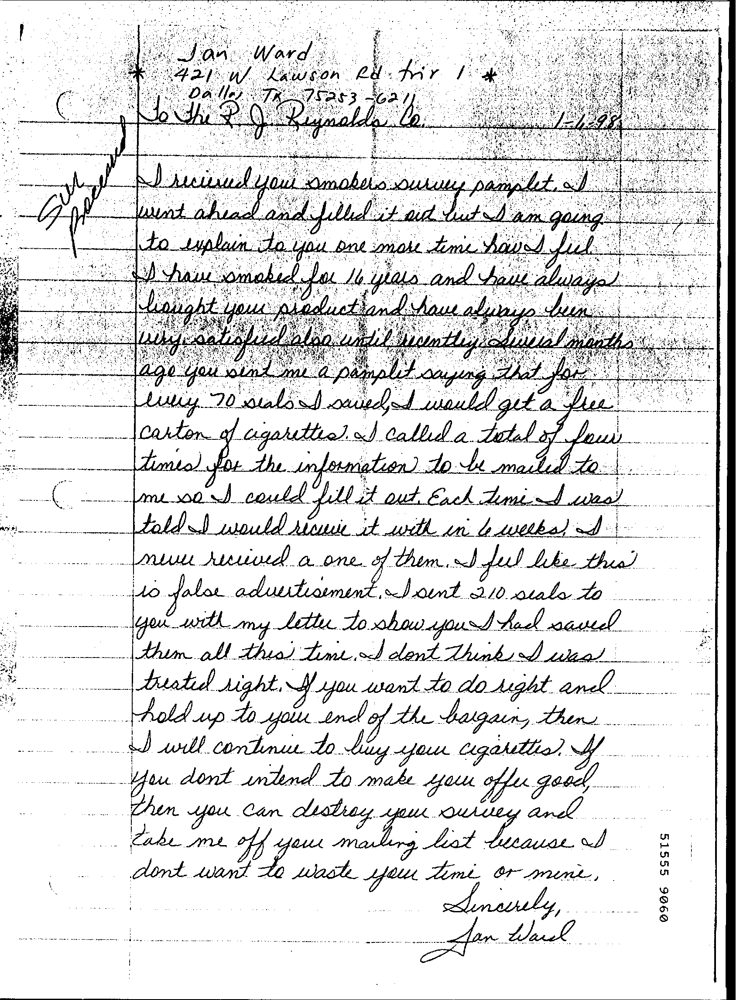 Jan Ward
* 421 W Lawson Rd trlr 1 *
Dallas TX 75253-6211
To the R J Reynolds Co. 1-6-98
Sur
Processed
I recieved your smokers survey pamplet. I
went ahead and filled it out but I am going
to explain to you one more time how I feel.
I have smoked for 16 years and have always
bought your product and have always been
very satisfied also until recently. Several months
ago you sent me a pamplet saying that for
every 70 seals I saved, I would get a free
carton of cigarettes. I called a total of four
times for the information to be mailed to
me so I could fill it out. Each time I was
told I would recieve it with in 6 weeks. I
never recieved a one of them. I feel like this
is false advertisement. I sent 210 seals to
you with my letter to show you I had saved
them all this time. I dont think I was
treated right. If you want to do right and
hold up to your end of the bargain, then
I will continue to buy your cigarettes. If
you dont intend to make your offer good,
then you can destroy your survey and
take me off your mailing list because I
dont want to waste your time or mine.
Sincerely,
Jan Ward
51555 9060